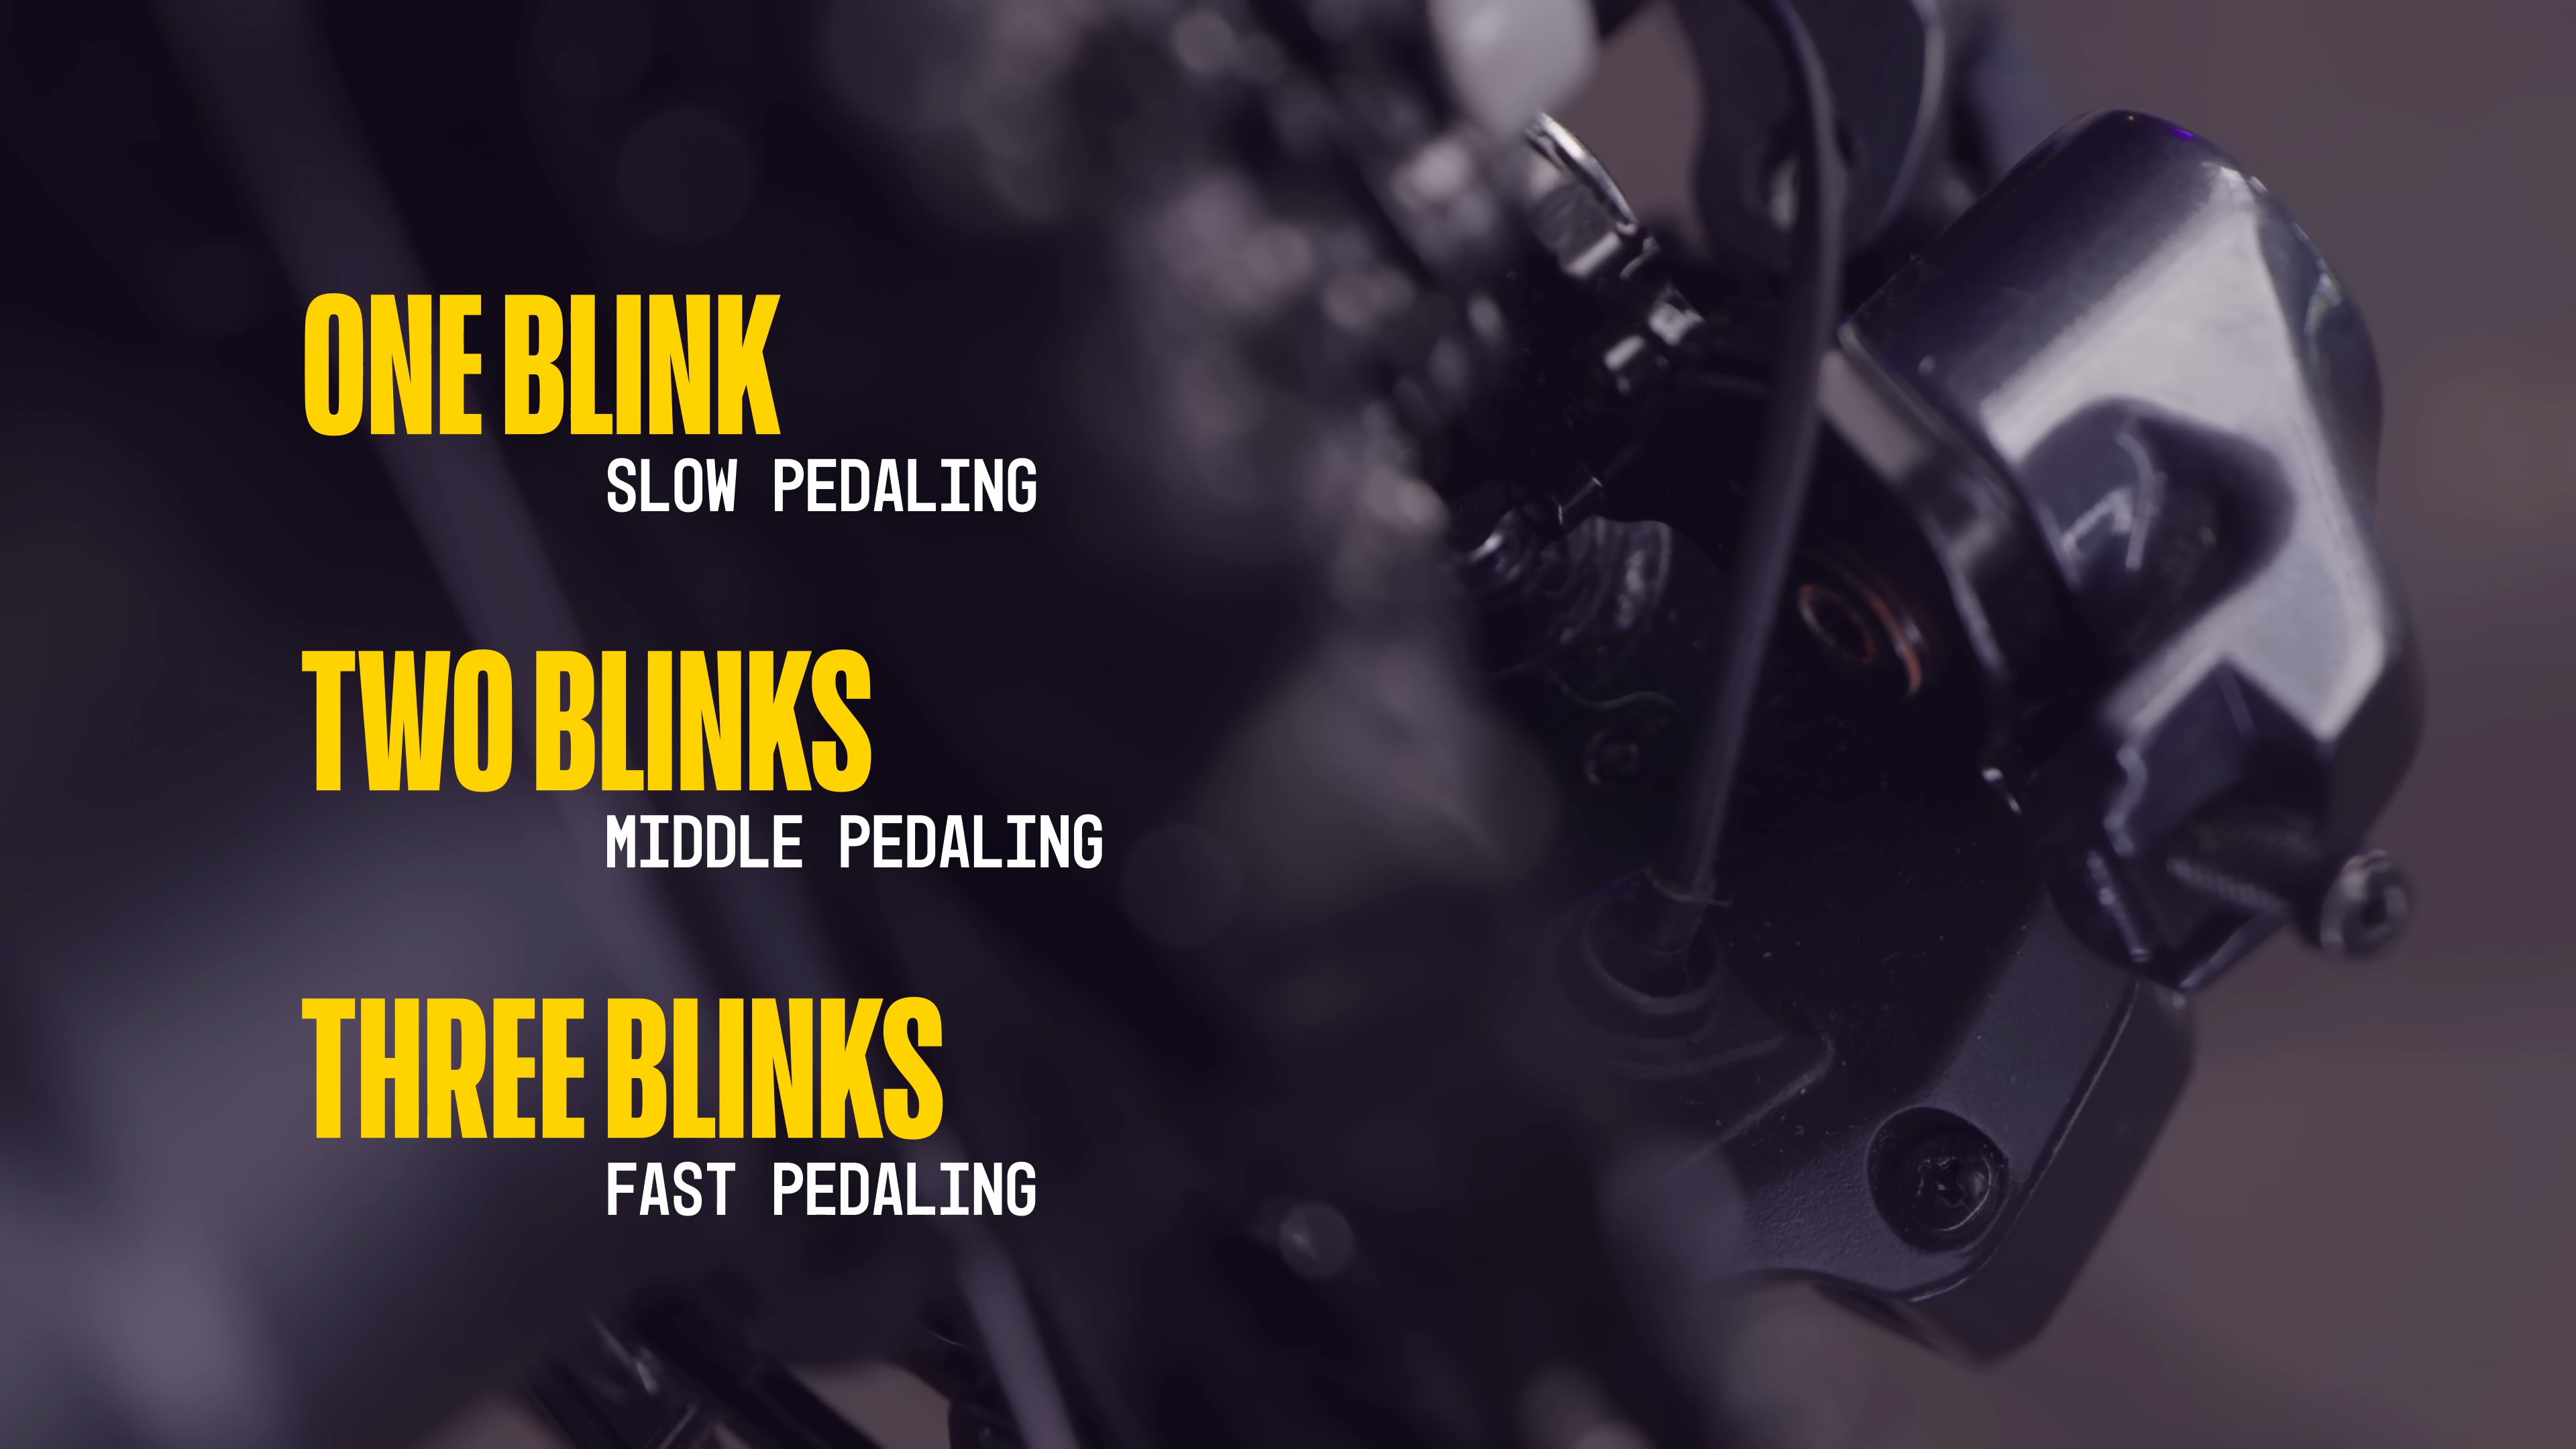 ONE BLINK
SLOW PEDALING
TWO BLINKS
MIDDLE PEDALING
THREE BLINKS
FAST PEDALING